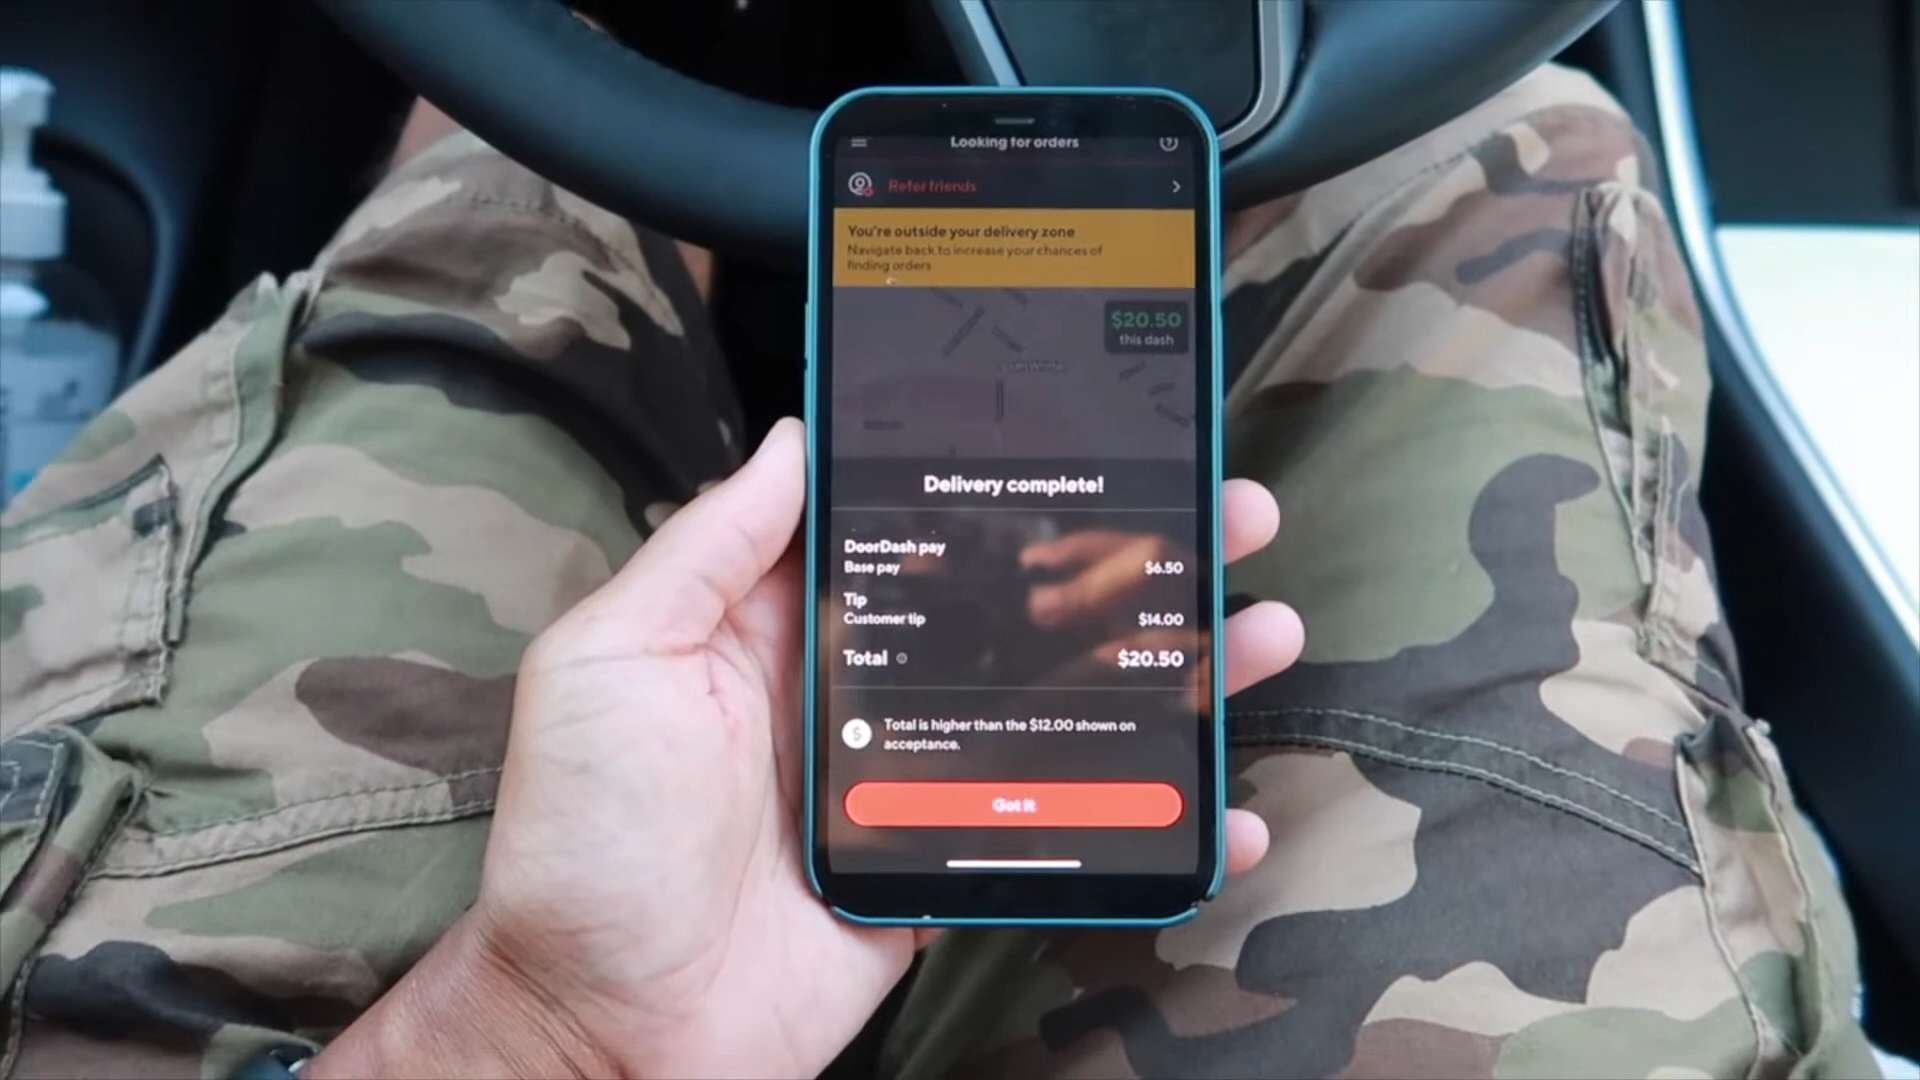 Looking for orders
Refer friends
You're outside your delivery zone
Navigate back to increase your chances of
finding orders
$20.50
this dash
Delivery complete!
DoorDash pay
Base pay $6.50
Tip
Customer tip $14.00
Total $20.50
Total is higher than the $12.00 shown on
acceptance.
Got it